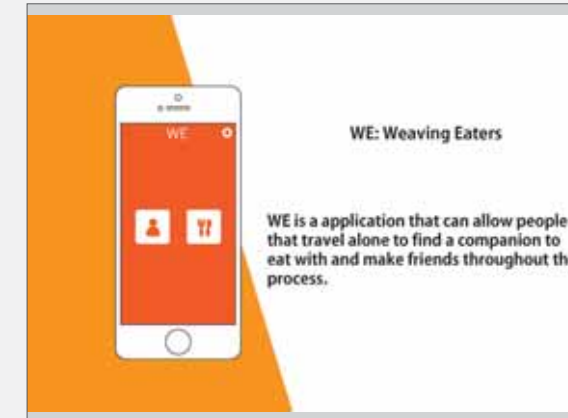 WE
WE: Weaving Eaters
WE is a application that can allow people
that travel alone to find a companion to
eat with and make friends throughout th
process.